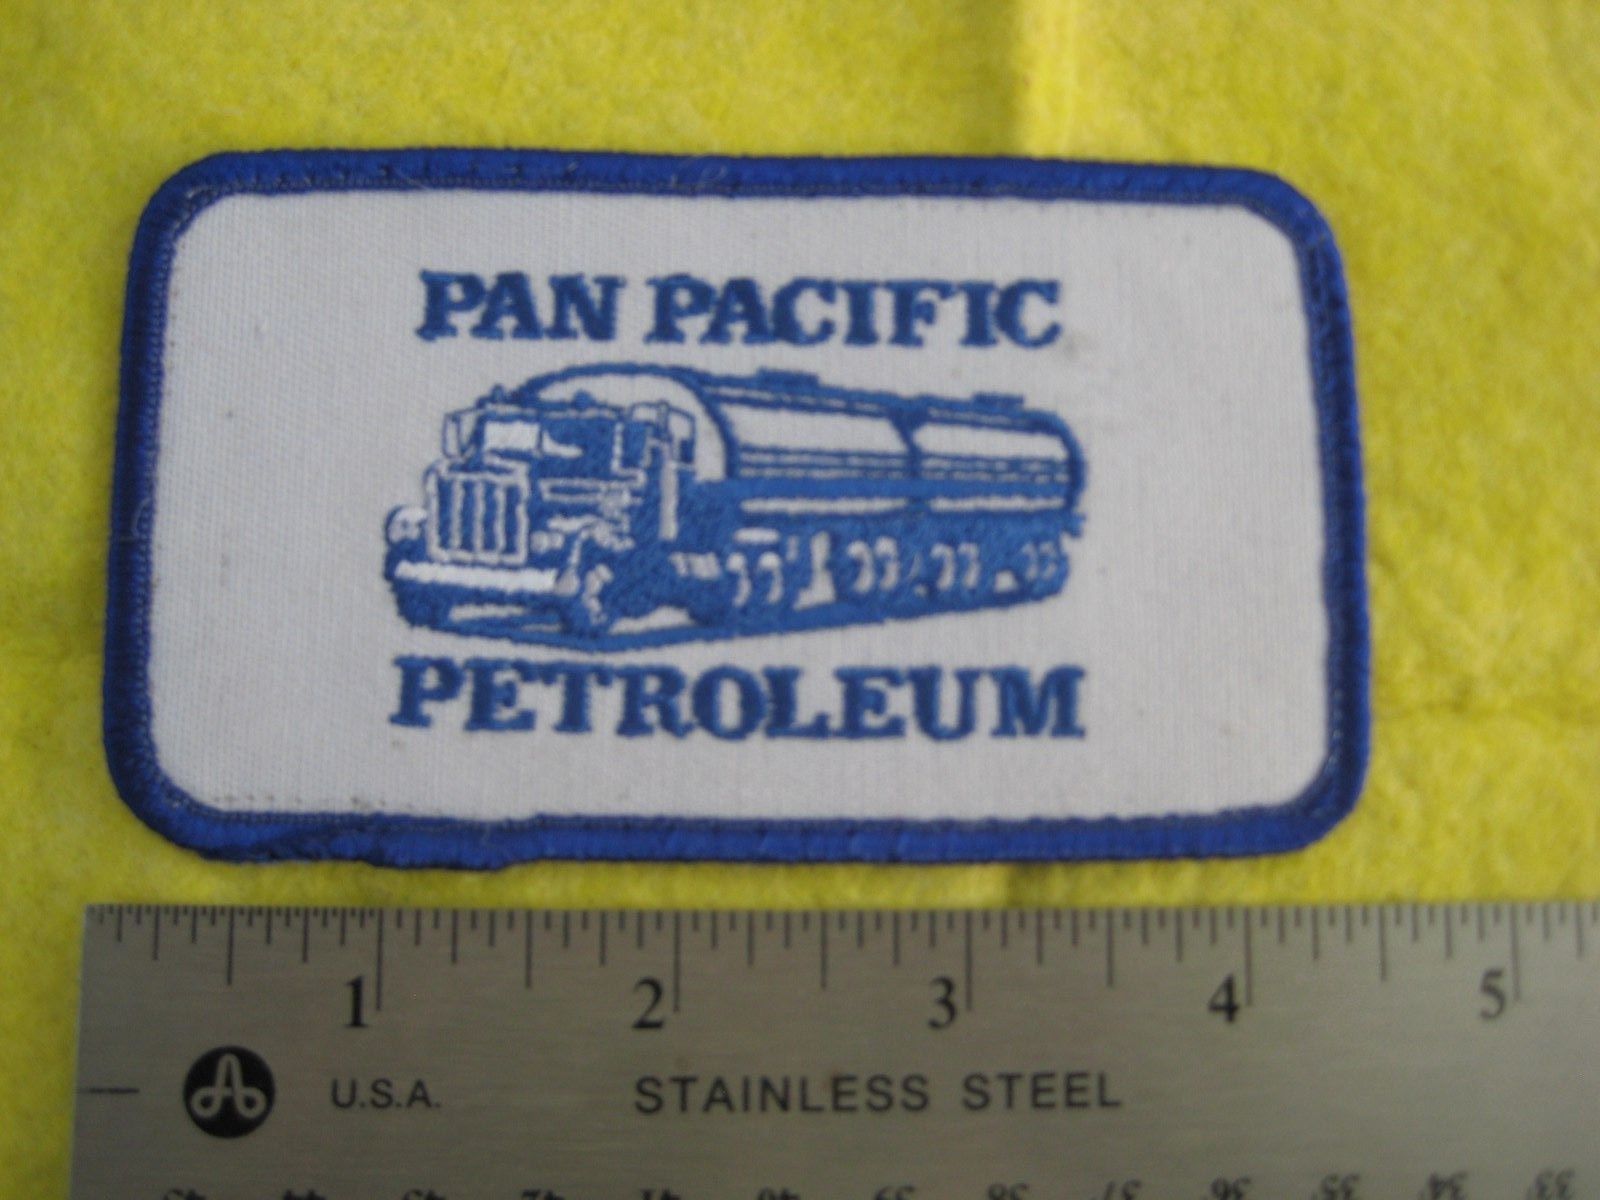 PAN PACIFIC
PETROLEUM
1 2 3 4 5
U.S.A. STAINLESS STEEL